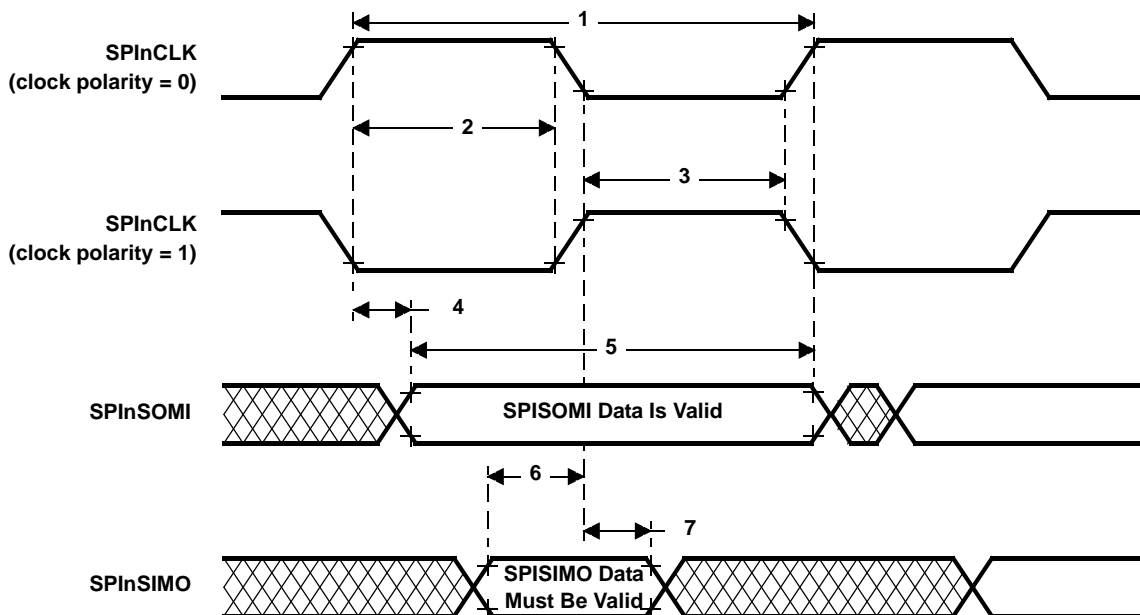 1
SPInCLK
(clock polarity = 0)
2
3
SPInCLK
(clock polarity = 1)
4
5
SPInSOMI
SPISOMI Data Is Valid
6
7
SPInSIMO
SPISIMO Data
Must Be Valid